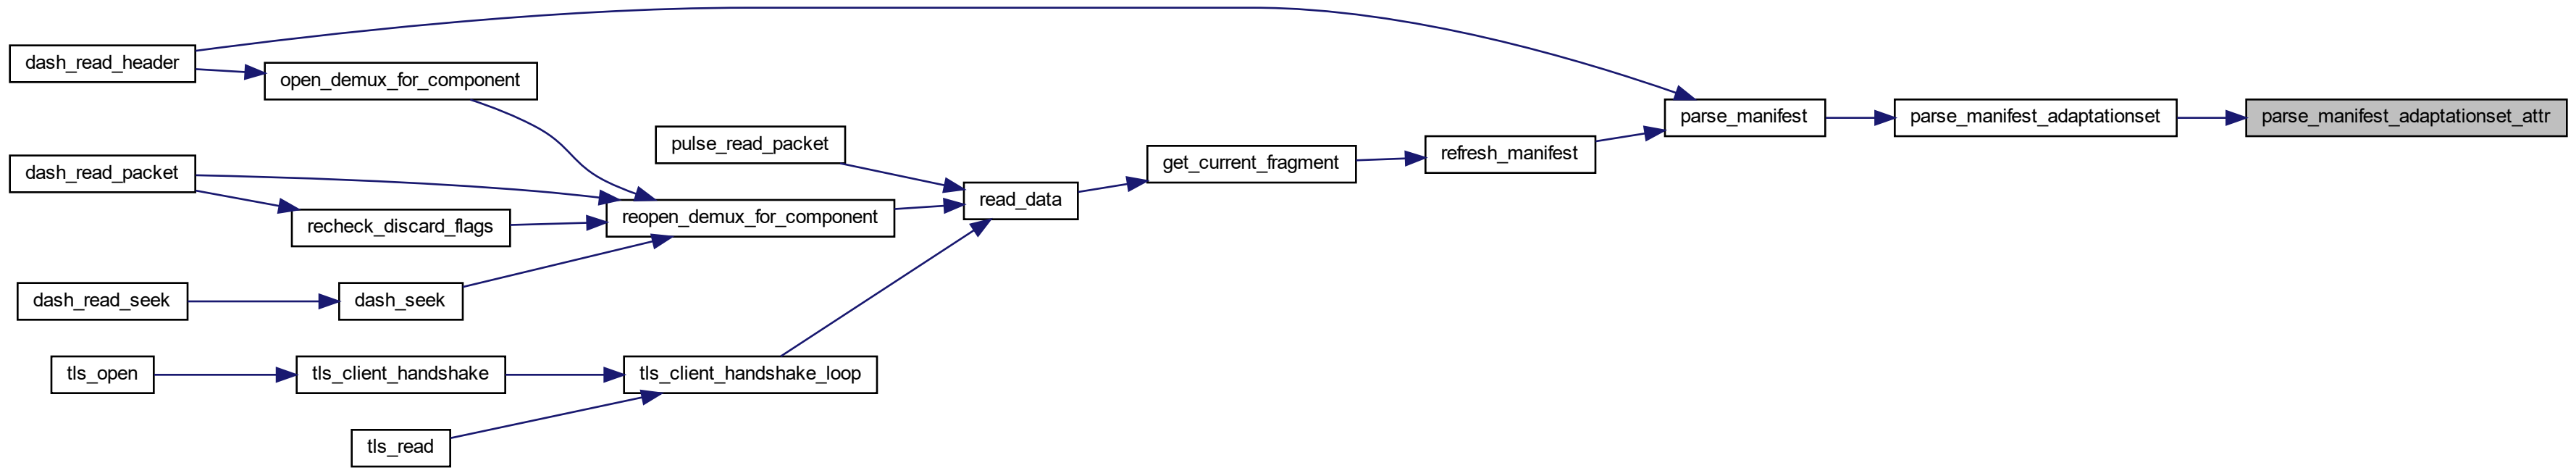 dash_read_header
open_demux_for_component
parse_manifest
parse_manifest_adaptationset
parse_manifest_adaptationset_attr
pulse_read_packet
refresh_manifest
get_current_fragment
dash_read_packet
read_data
reopen_demux_for_component
recheck_discard_flags
dash_read_seek
dash_seek
tls_open
tls_client_handshake
tls_client_handshake_loop
tls_read